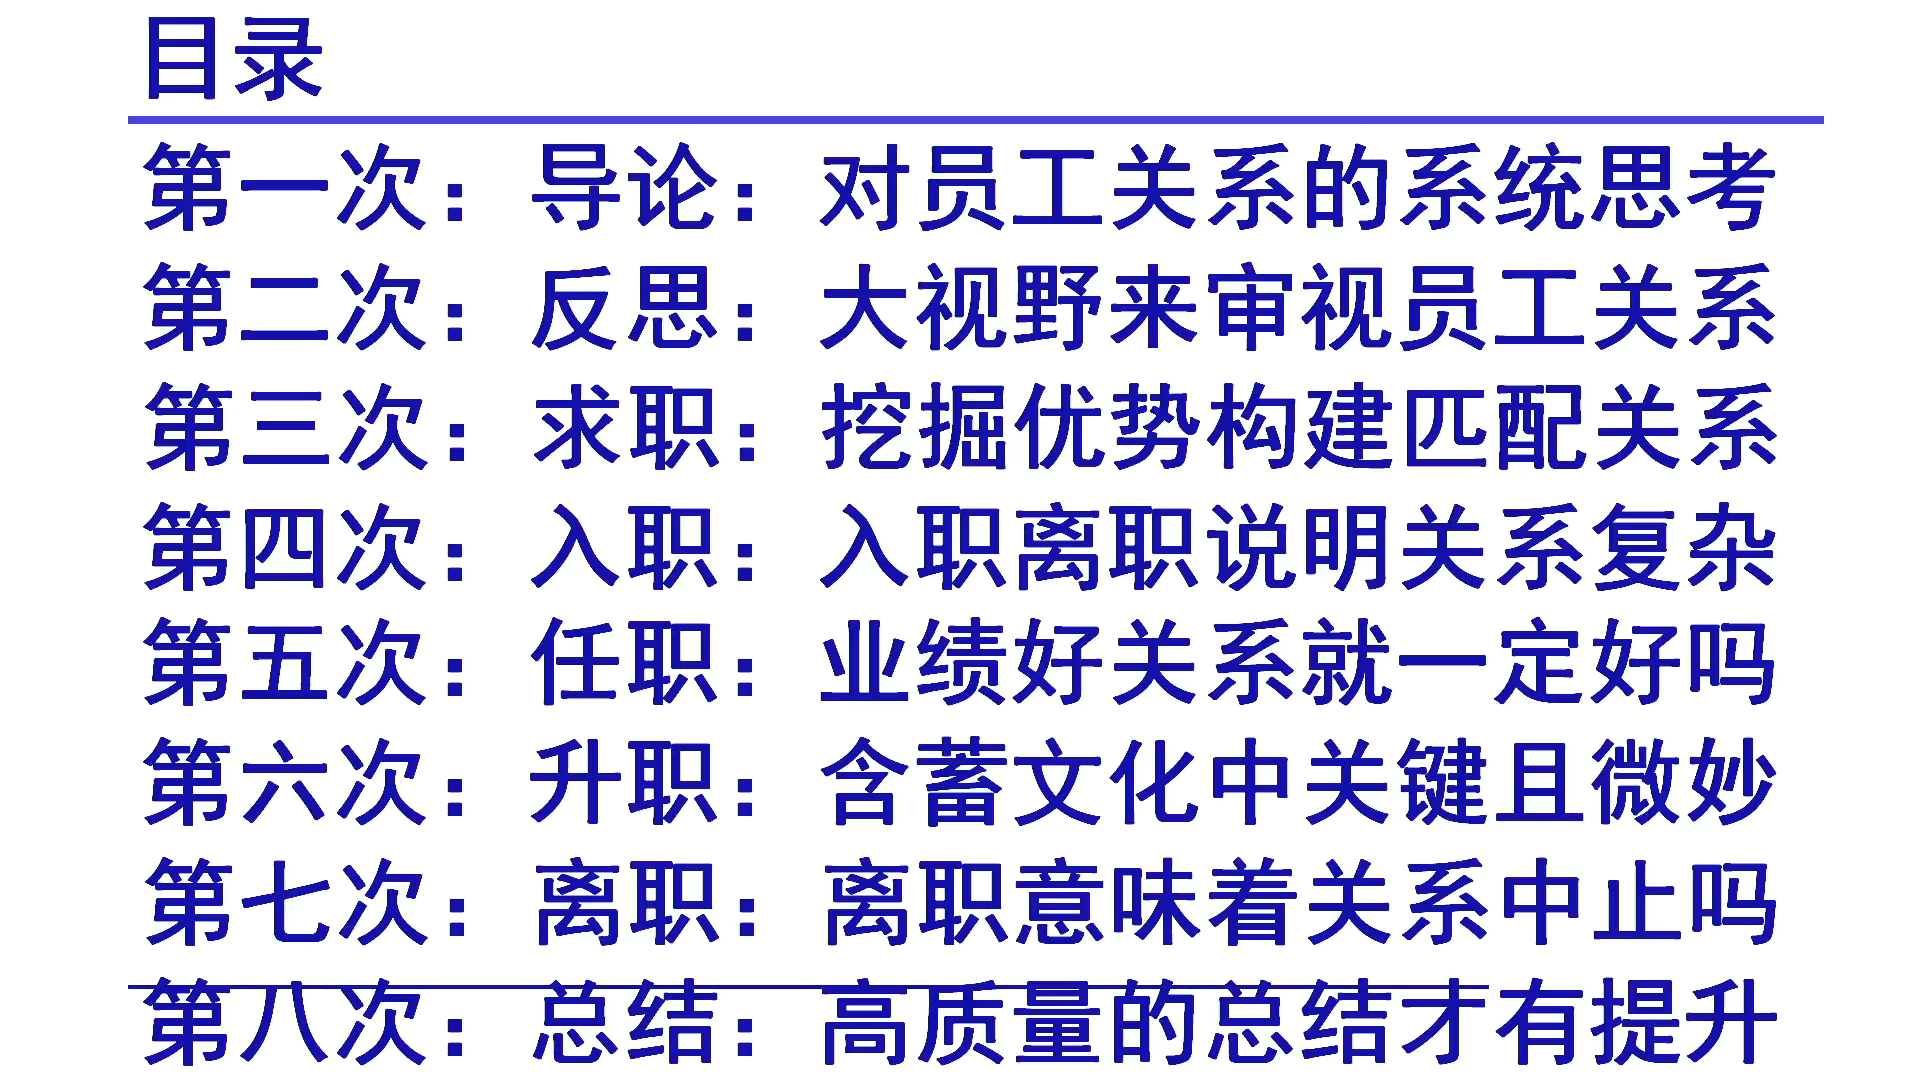 目录
第一次：导论：对员工关系的系统思考
第二次：反思：大视野来审视员工关系
第三次：求职：挖掘优势构建匹配关系
第四次：入职：入职离职说明关系复杂
第五次：任职：业绩好关系就一定好吗
第六次：升职：含蓄文化中关键且微妙
第七次：离职：离职意味着关系中止吗
第八次：总结：高质量的总结才有提升